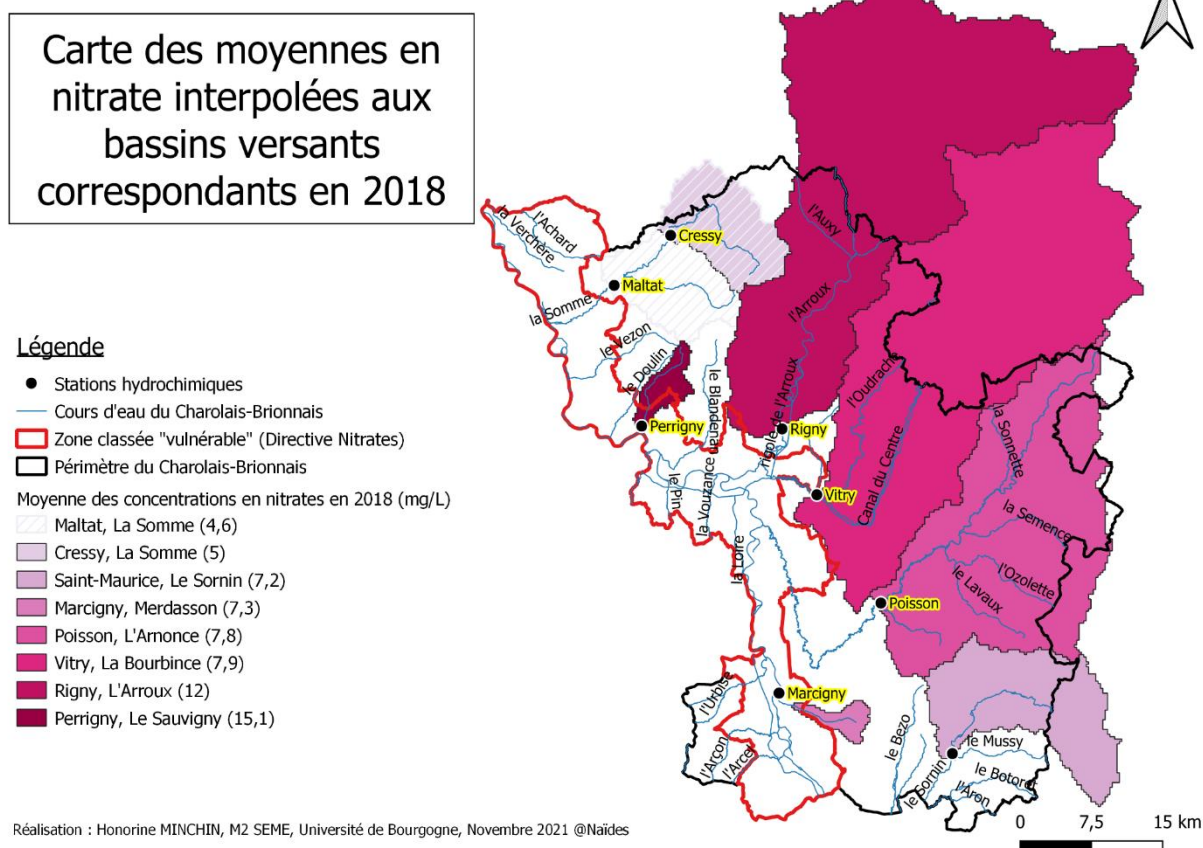 Carte des moyennes en
nitrate interpolées aux
bassins versants
correspondants en 2018
Légende
Stations hydrochimiques
Cours d'eau du Charolais-Brionnais
Zone classée "vulnérable" (Directive Nitrates)
Périmètre du Charolais-Brionnais
Moyenne des concentrations en nitrates en 2018 (mg/L)
Maltat, La Somme (4,6)
Cressy, La Somme (5)
Saint-Maurice, Le Sornin (7,2)
Marcigny, Merdasson (7,3)
Poisson, L'Arnonce (7,8)
Vitry, La Bourbince (7,9)
Rigny, L'Arroux (12)
Perrigny, Le Sauvigny (15,1)
l'Achard
la Verchère
Cressy
l'Auxy
Maltat
la Somme
l'Arroux
le Vezon
le Doulin
le Blandenan
l'Oudrache
la Sonnette
Perrigny
Rigny
rigole de l'Arroux
Canal du Centre
le Pin
la Vouzance
Vitry
la Semence
la Loire
l'Ozolette
le Lavaux
Poisson
Marcigny
l'Urbise
l'Arçon
l'Arcel
le Bezo
le Mussy
le Sornin
le Botoret
l'Aron
0 7,5 15 km
Réalisation : Honorine MINCHIN, M2 SEME, Université de Bourgogne, Novembre 2021 @Naïdes